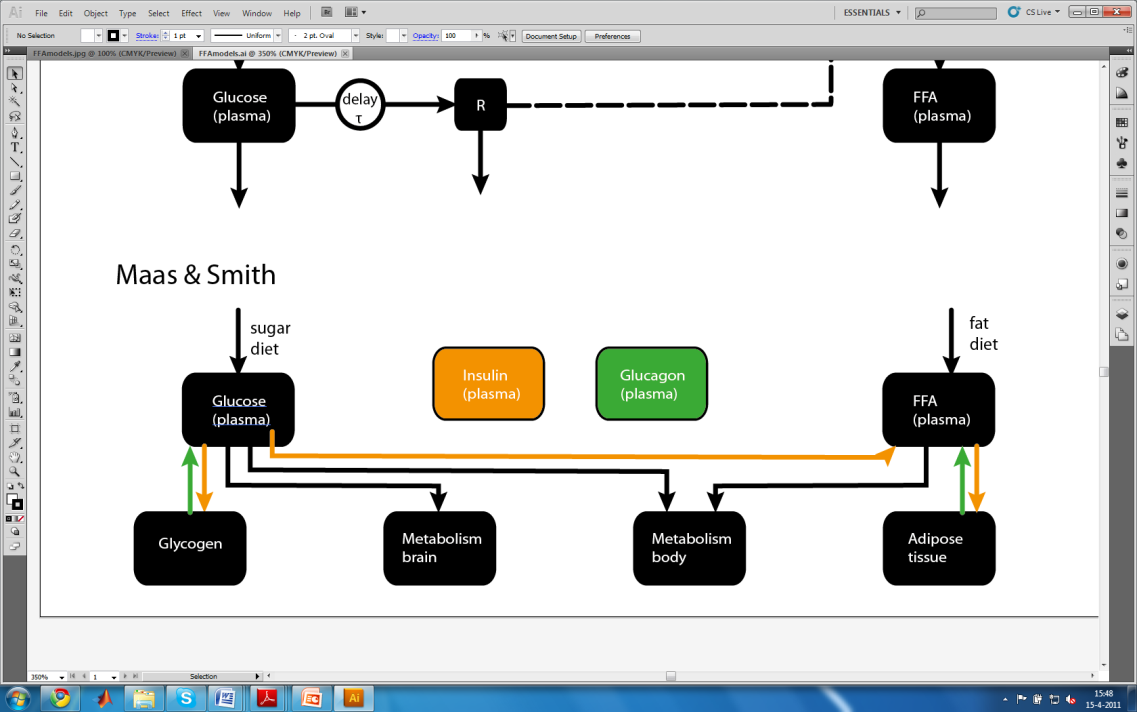 Ai File Edit Object Type Select Effect View Window Help Br ESSENTIALS CS Live
No Selection Stroke: 1 pt Uniform 2 pt. Oval Style: Opacity: 100 % Document Setup Preferences
FFAmodels.jpg @ 100% (CMYK/Preview) FFAmodels.ai @ 350% (CMYK/Preview)
Glucose
(plasma)
delay
τ
R
FFA
(plasma)
Maas & Smith
sugar
diet
fat
diet
Insulin
(plasma)
Glucagon
(plasma)
Glucose
(plasma)
FFA
(plasma)
Glycogen
Metabolism
brain
Metabolism
body
Adipose
tissue
350% 1 Selection
Ai
15:48
15-4-2011